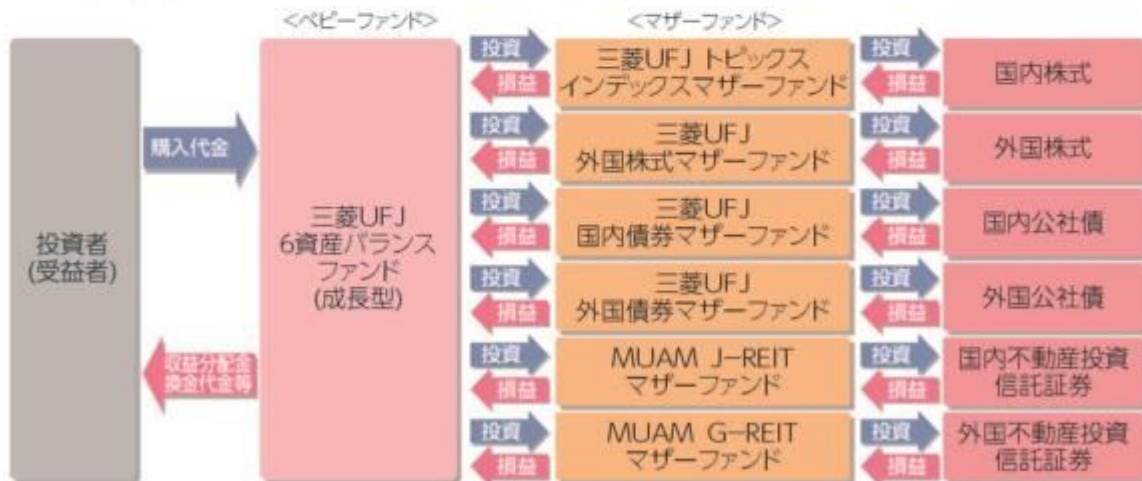 <ベビーファンド>
<マザーファンド>
投資者
(受益者)
購入代金
収益分配金
換金代金等
三菱UFJ
6資産バランス
ファンド
(成長型)
投資
損益
三菱UFJ トピックス
インデックスマザーファンド
投資
損益
国内株式
投資
損益
三菱UFJ
外国株式マザーファンド
投資
損益
外国株式
投資
損益
三菱UFJ
国内債券マザーファンド
投資
損益
国内公社債
投資
損益
三菱UFJ
外国債券マザーファンド
投資
損益
外国公社債
投資
損益
MUAM J-REIT
マザーファンド
投資
損益
国内不動産投資
信託証券
投資
損益
MUAM G-REIT
マザーファンド
投資
損益
外国不動産投資
信託証券